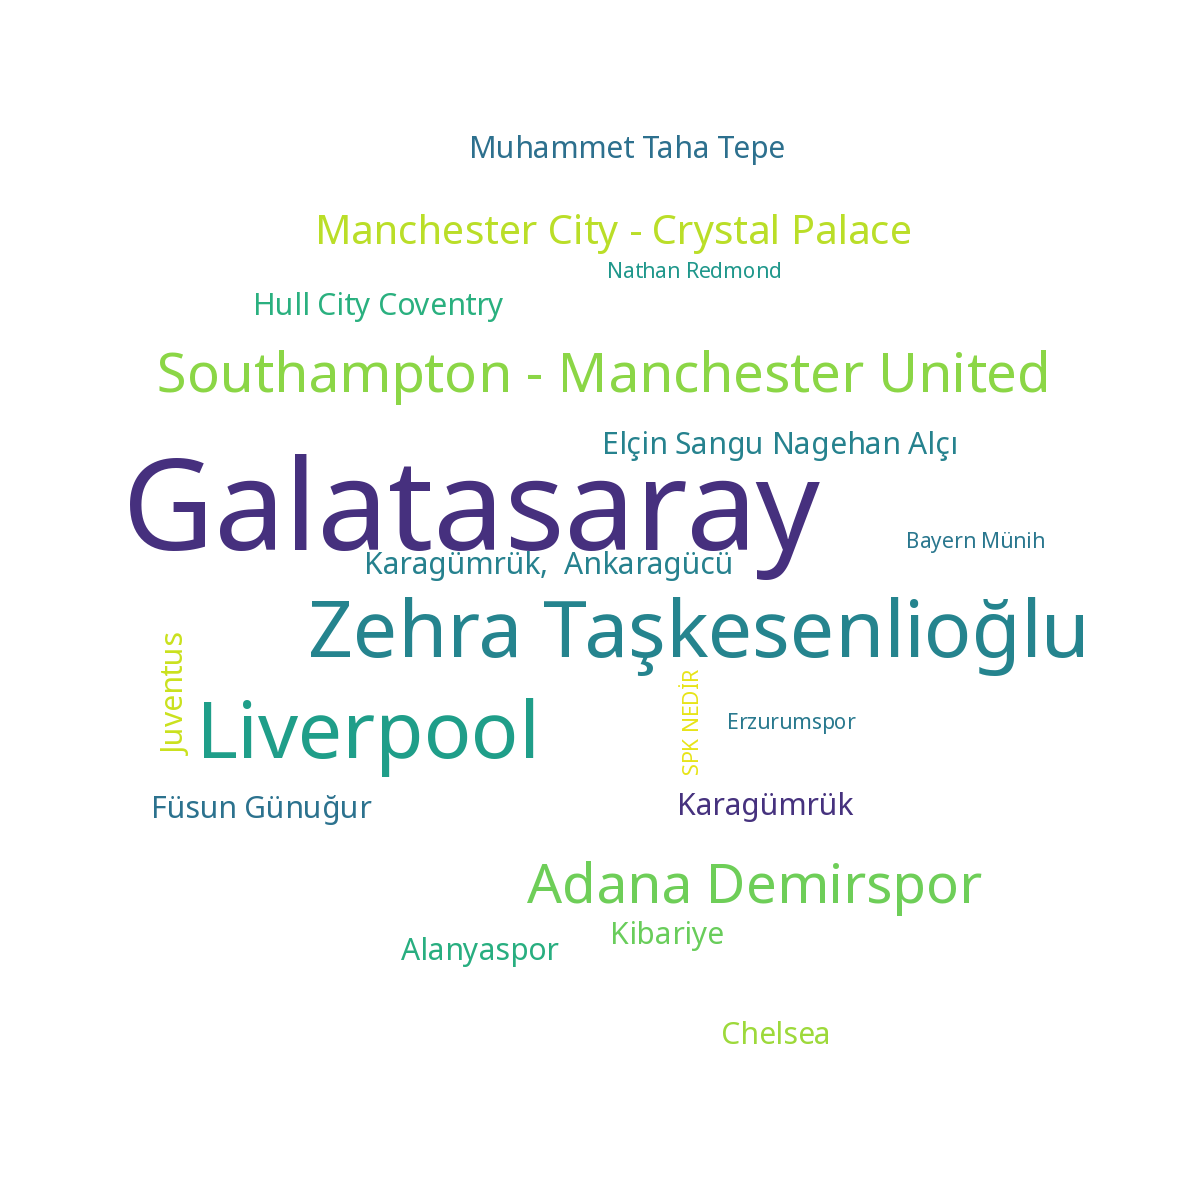 Muhammet Taha Tepe
Manchester City - Crystal Palace
Nathan Redmond
Hull City Coventry
Southampton - Manchester United
Elçin Sangu Nagehan Alçı
Galatasaray
Bayern Münih
Karagümrük,  Ankaragücü
Zehra Taşkesenlioğlu
Juventus
Liverpool
SPK NEDİR
Erzurumspor
Füsun Günuğur
Karagümrük
Adana Demirspor
Kibariye
Alanyaspor
Chelsea